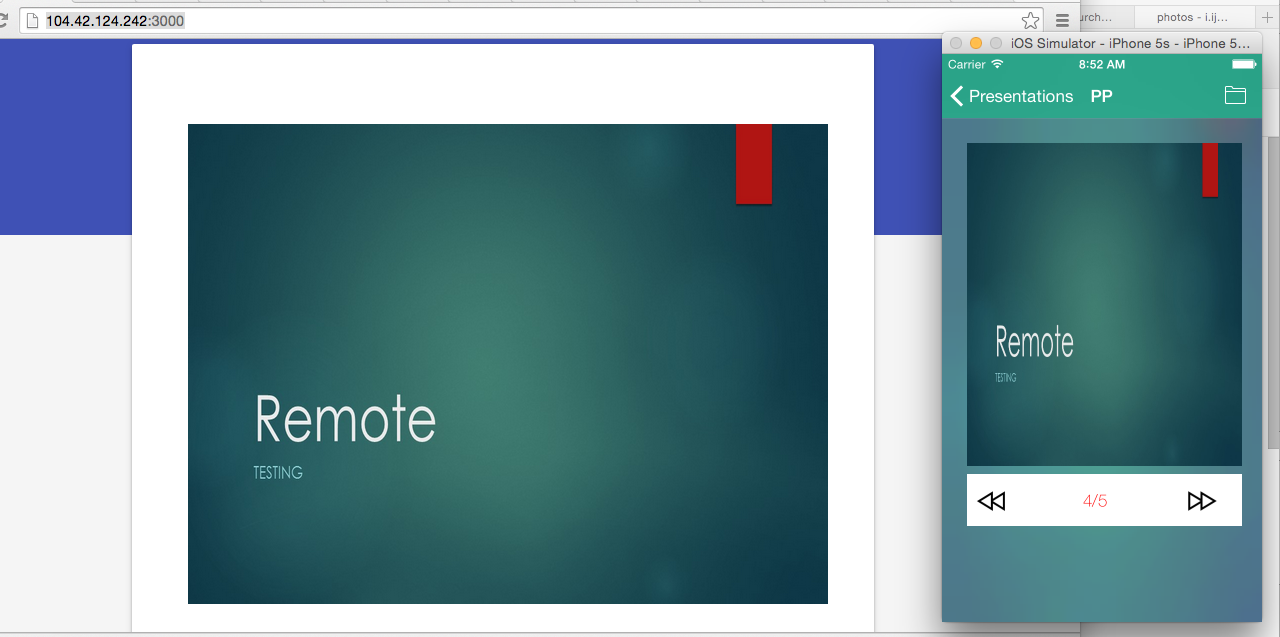 104.42.124.242:3000
urch...
photos - i.ij...
iOS Simulator - iPhone 5s - iPhone 5...
Carrier
8:52 AM
Presentations
PP
Remote
TESTING
Remote
TESTING
4/5